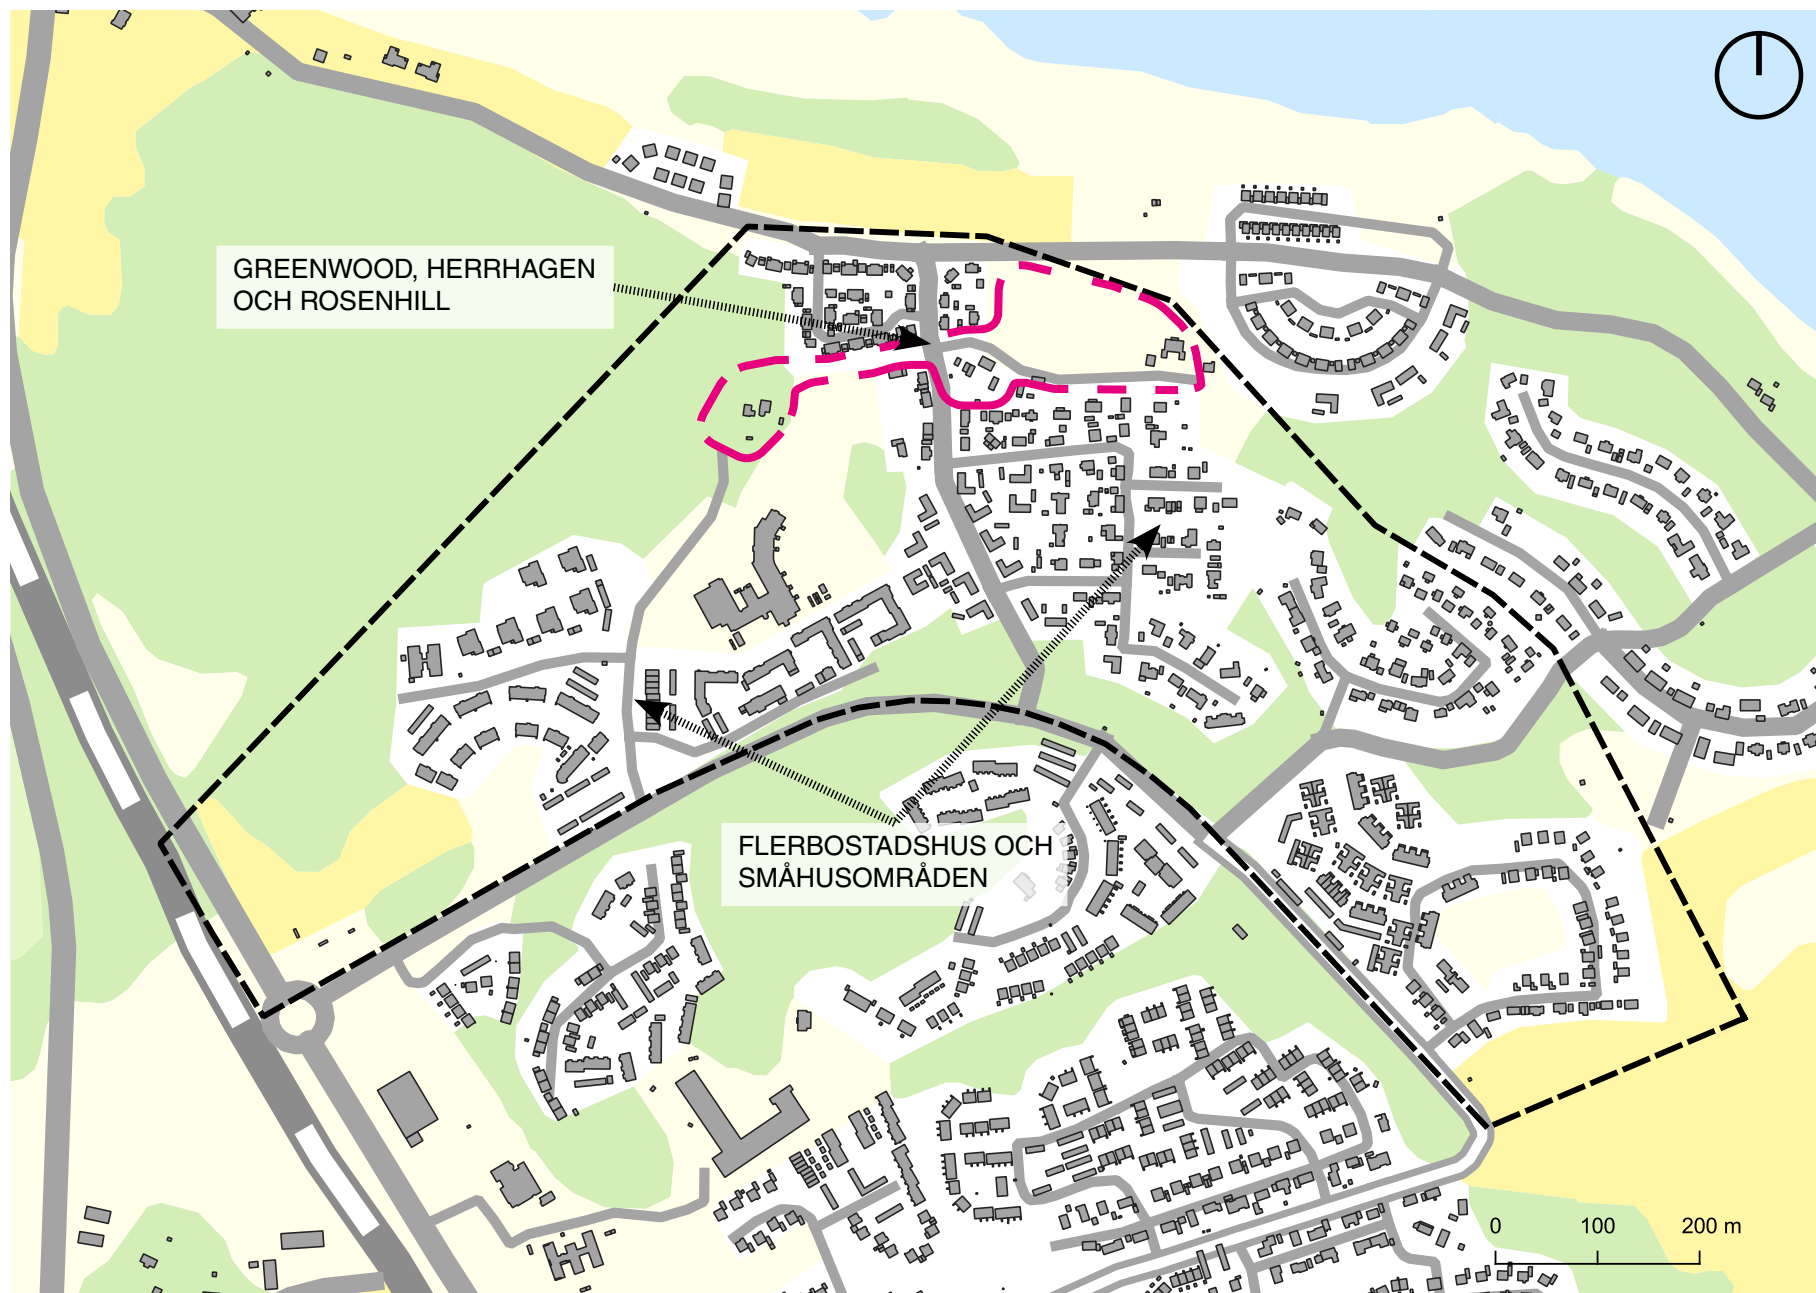 GREENWOOD, HERRHAGEN
OCH ROSENHILL
FLERBOSTADSHUS OCH
SMÅHUSOMRÅDEN
0 100 200 m